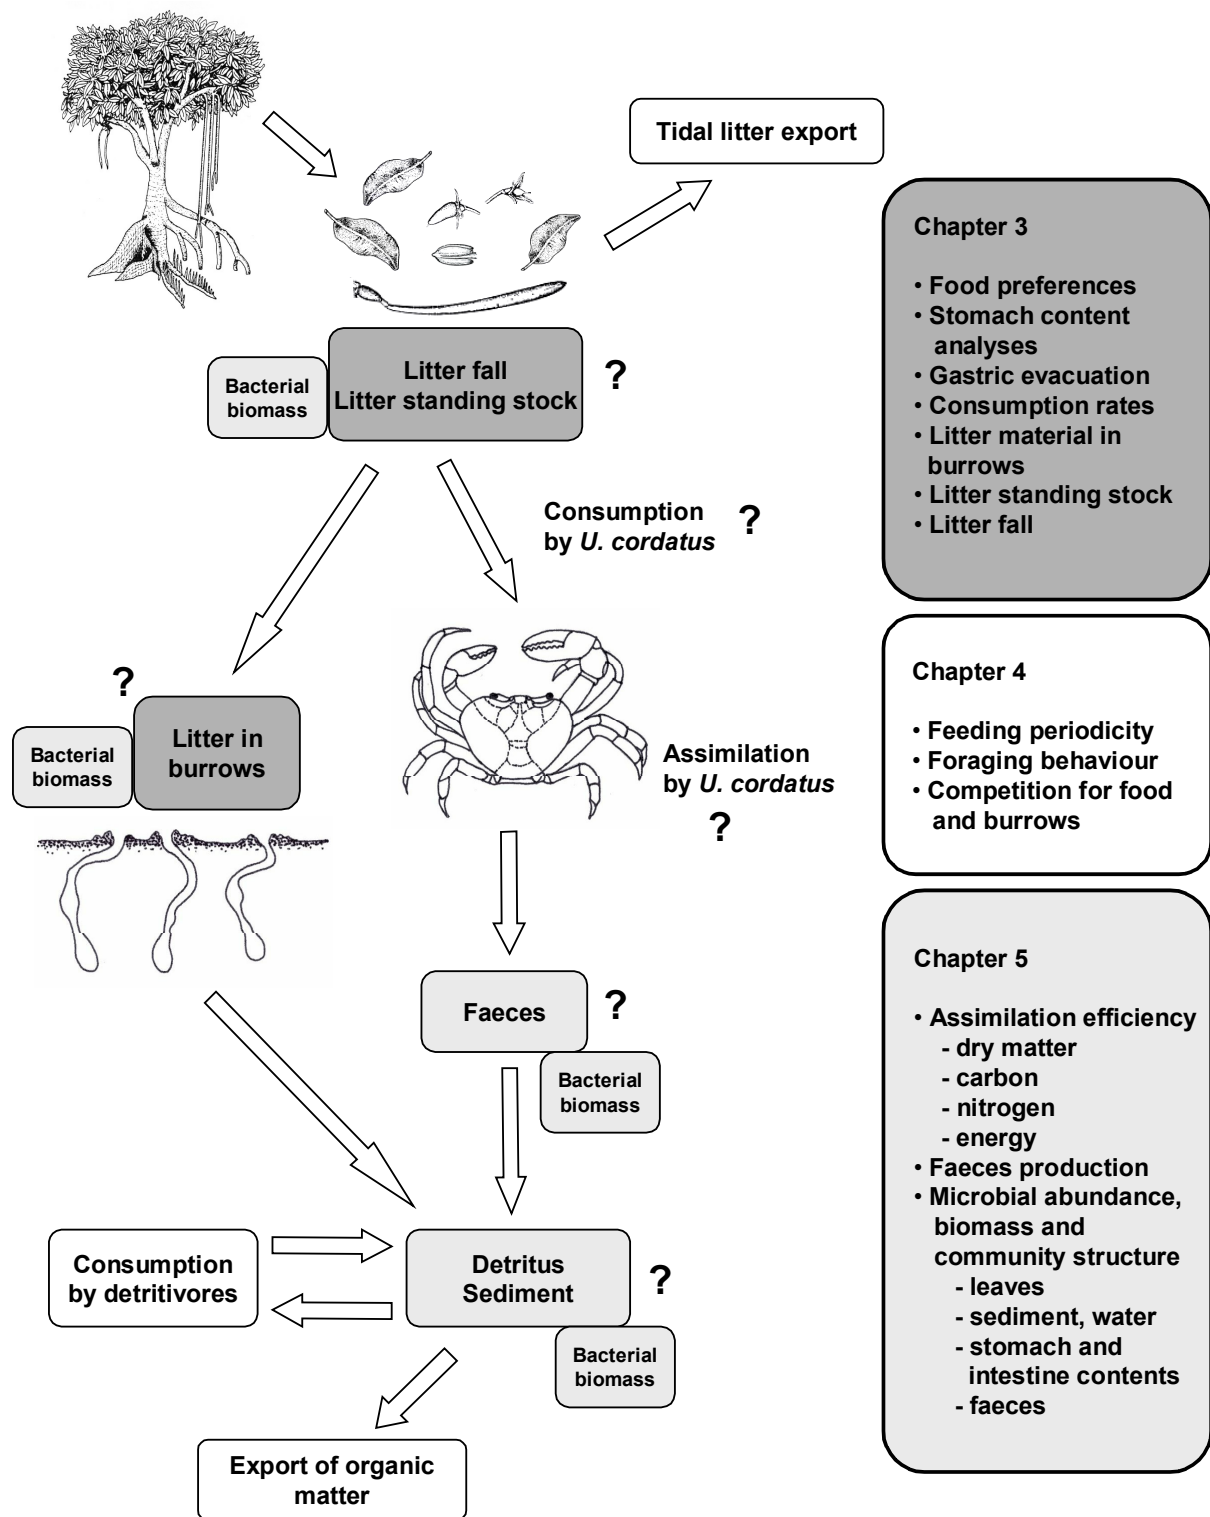 Tidal litter export
Litter fall
Litter standing stock
?
Bacterial
biomass
Consumption
by U. cordatus
?
?
Litter in
burrows
Bacterial
biomass
Assimilation
by U. cordatus
?
Faeces
?
Bacterial
biomass
Consumption
by detritivores
Detritus
Sediment
?
Bacterial
biomass
Export of organic
matter
Chapter 3
• Food preferences
• Stomach content
analyses
• Gastric evacuation
• Consumption rates
• Litter material in
burrows
• Litter standing stock
• Litter fall
Chapter 4
• Feeding periodicity
• Foraging behaviour
• Competition for food
and burrows
Chapter 5
• Assimilation efficiency
- dry matter
- carbon
- nitrogen
- energy
• Faeces production
• Microbial abundance,
biomass and
community structure
- leaves
- sediment, water
- stomach and
intestine contents
- faeces